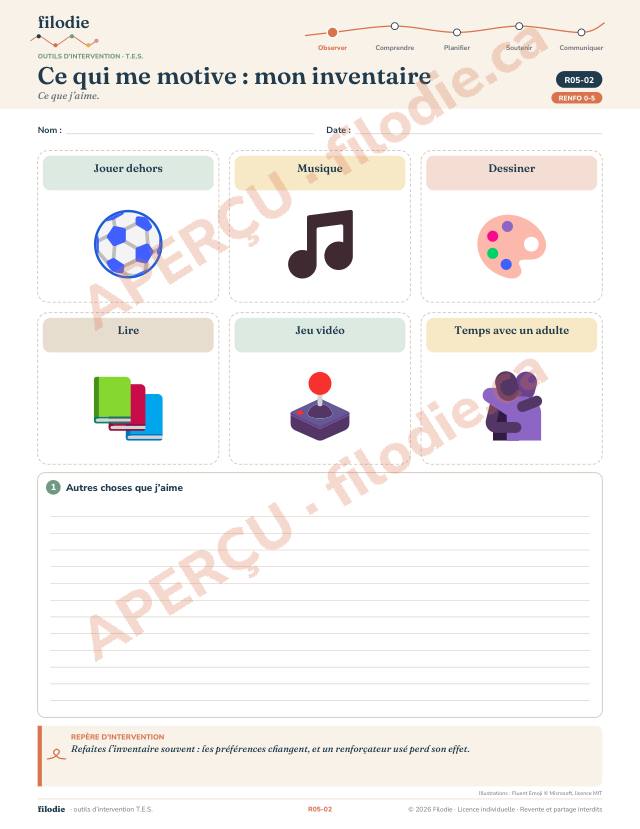 filodie
OUTILS D'INTERVENTION · T.E.S.
Observer Comprendre Planifier Soutenir Communiquer
Ce qui me motive : mon inventaire
Ce que j'aime.
R05-02
RENFO 0-5
Nom :
Date :
Jouer dehors
Musique
Dessiner
Lire
Jeu vidéo
Temps avec un adulte
1 Autres choses que j'aime
REPÈRE D'INTERVENTION
Refaites l'inventaire souvent : les préférences changent, et un renforçateur usé perd son effet.
Illustrations : Fluent Emoji © Microsoft, licence MIT
filodie · outils d'intervention T.E.S.
R05-02
© 2026 Filodie · Licence individuelle · Revente et partage interdits
APERÇU · filodie.ca
APERÇU · filodie.ca